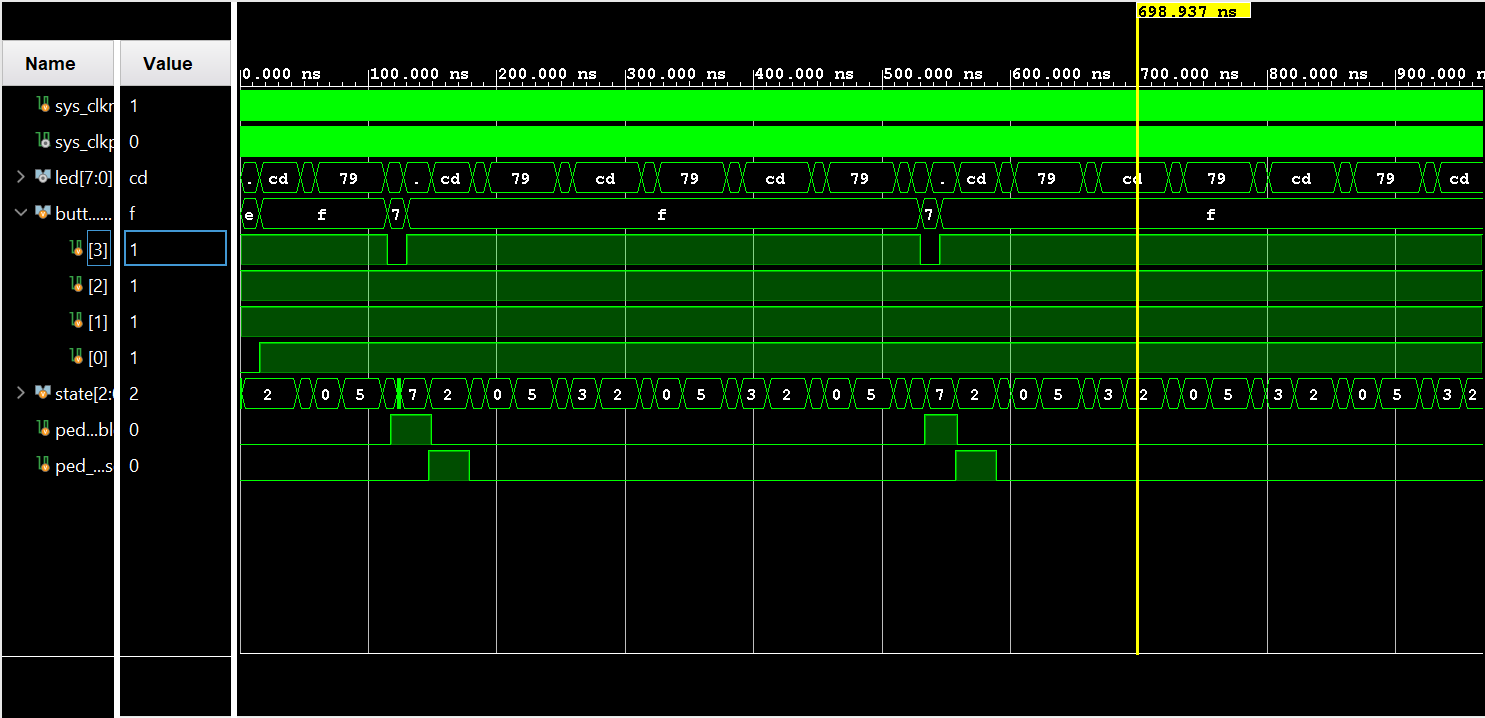 698.937 ns
Name Value
0.000 ns 100.000 ns 200.000 ns 300.000 ns 400.000 ns 500.000 ns 600.000 ns 700.000 ns 800.000 ns 900.000 n
sys_clkr 1
sys_clkp 0
led[7:0] cd . cd 79 . cd 79 cd 79 cd 79 . cd 79 cd 79 cd 79 cd
butt...... f e f 7 f 7 f
[3] 1
[2] 1
[1] 1
[0] 1
state[2:0 2 2 0 5 7 2 0 5 3 2 0 5 3 2 0 5 7 2 0 5 3 2 0 5 3 2 0 5 3 2
ped...bl 0
ped_...s 0